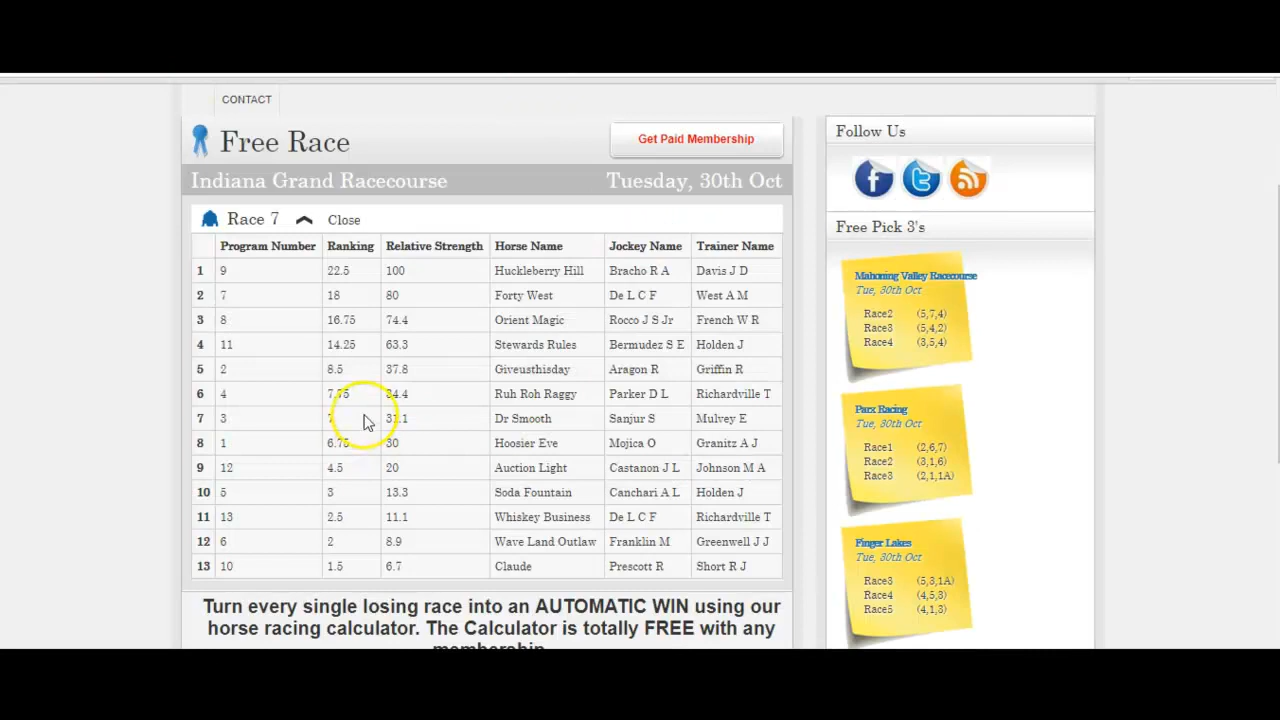 CONTACT
Free Race
Get Paid Membership
Indiana Grand Racecourse Tuesday, 30th Oct
Race 7 Close
Program Number Ranking Relative Strength Horse Name Jockey Name Trainer Name
1 9 22.5 100 Huckleberry Hill Bracho R A Davis J D
2 7 18 80 Forty West De L C F West A M
3 8 16.75 74.4 Orient Magic Rocco J S Jr French W R
4 11 14.25 63.3 Stewards Rules Bermudez S E Holden J
5 2 8.5 37.8 Giveusthisday Aragon R Griffin R
6 4 7.75 34.4 Ruh Roh Raggy Parker D L Richardville T
7 3 7 31.1 Dr Smooth Sanjur S Mulvey E
8 1 6.75 30 Hoosier Eve Mojica O Granitz A J
9 12 4.5 20 Auction Light Castanon J L Johnson M A
10 5 3 13.3 Soda Fountain Canchari A L Holden J
11 13 2.5 11.1 Whiskey Business De L C F Richardville T
12 6 2 8.9 Wave Land Outlaw Franklin M Greenwell J J
13 10 1.5 6.7 Claude Prescott R Short R J
Turn every single losing race into an AUTOMATIC WIN using our
horse racing calculator. The Calculator is totally FREE with any
membership
Follow Us
Free Pick 3's
Mahoning Valley Racecourse
Tue, 30th Oct
Race2 (5,7,4)
Race3 (5,4,2)
Race4 (3,5,4)
Parx Racing
Tue, 30th Oct
Race1 (2,6,7)
Race2 (3,1,6)
Race3 (2,1,1A)
Finger Lakes
Tue, 30th Oct
Race3 (5,3,1A)
Race4 (4,5,3)
Race5 (4,1,3)